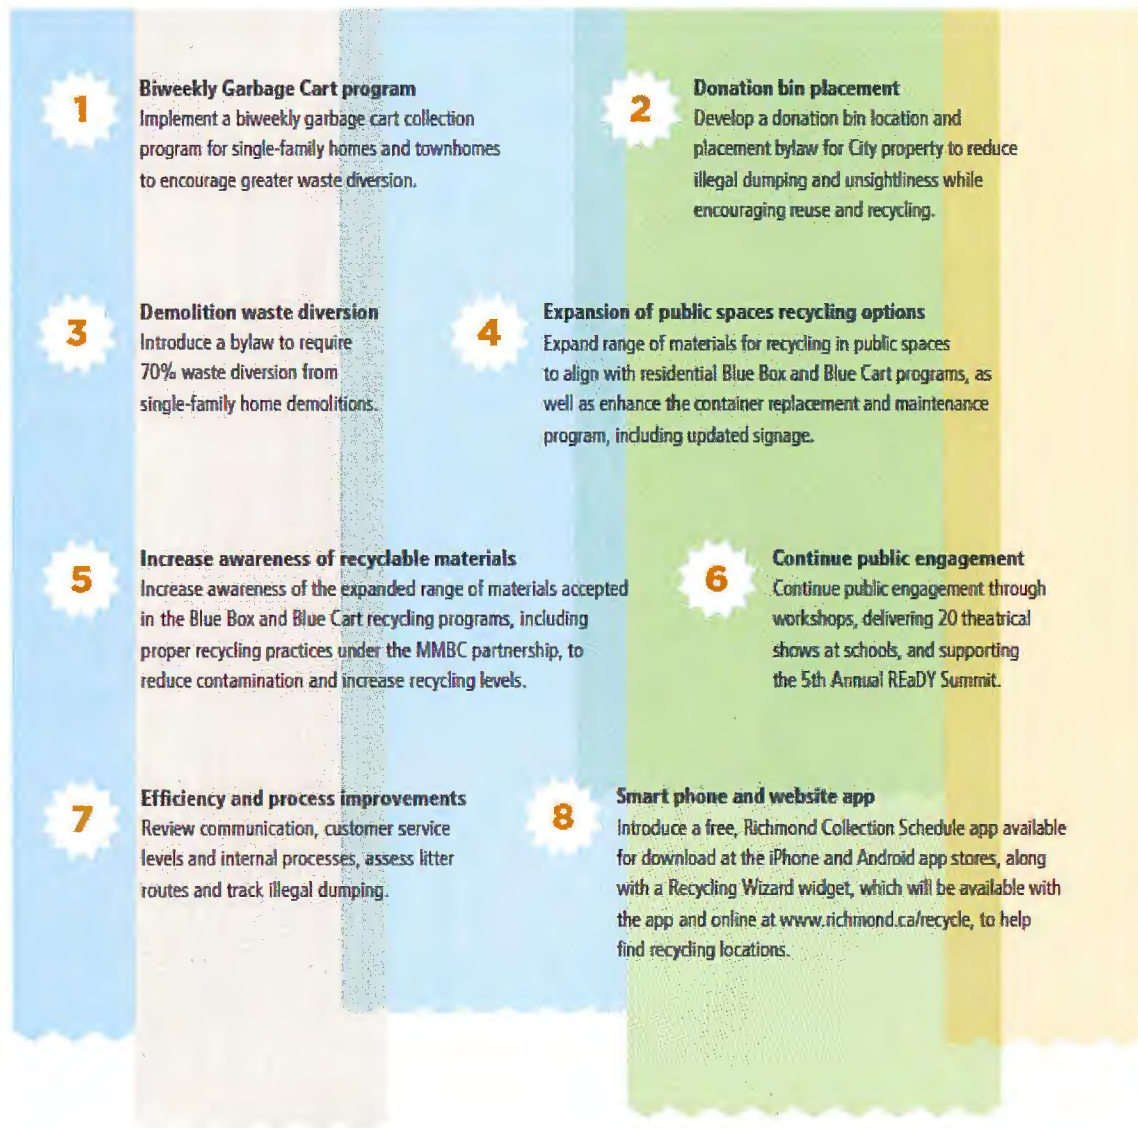 1
Biweekly Garbage Cart program
Implement a biweekly garbage cart collection
program for single-family homes and townhomes
to encourage greater waste diversion.
2
Donation bin placement
Develop a donation bin location and
placement bylaw for City property to reduce
illegal dumping and unsightliness while
encouraging reuse and recycling.
3
Demolition waste diversion
Introduce a bylaw to require
70% waste diversion from
single-family home demolitions.
4
Expansion of public spaces recycling options
Expand range of materials for recycling in public spaces
to align with residential Blue Box and Blue Cart programs, as
well as enhance the container replacement and maintenance
program, including updated signage.
5
Increase awareness of recyclable materials
Increase awareness of the expanded range of materials accepted
in the Blue Box and Blue Cart recycling programs, including
proper recycling practices under the MMBC partnership, to
reduce contamination and increase recycling levels.
6
Continue public engagement
Continue public engagement through
workshops, delivering 20 theatrical
shows at schools, and supporting
the 5th Annual REaDY Summit.
7
Efficiency and process improvements
Review communication, customer service
levels and internal processes, assess litter
routes and track illegal dumping.
8
Smart phone and website app
Introduce a free, Richmond Collection Schedule app available
for download at the iPhone and Android app stores, along
with a Recycling Wizard widget, which will be available with
the app and online at www.richmond.ca/recycle, to help
find recycling locations.